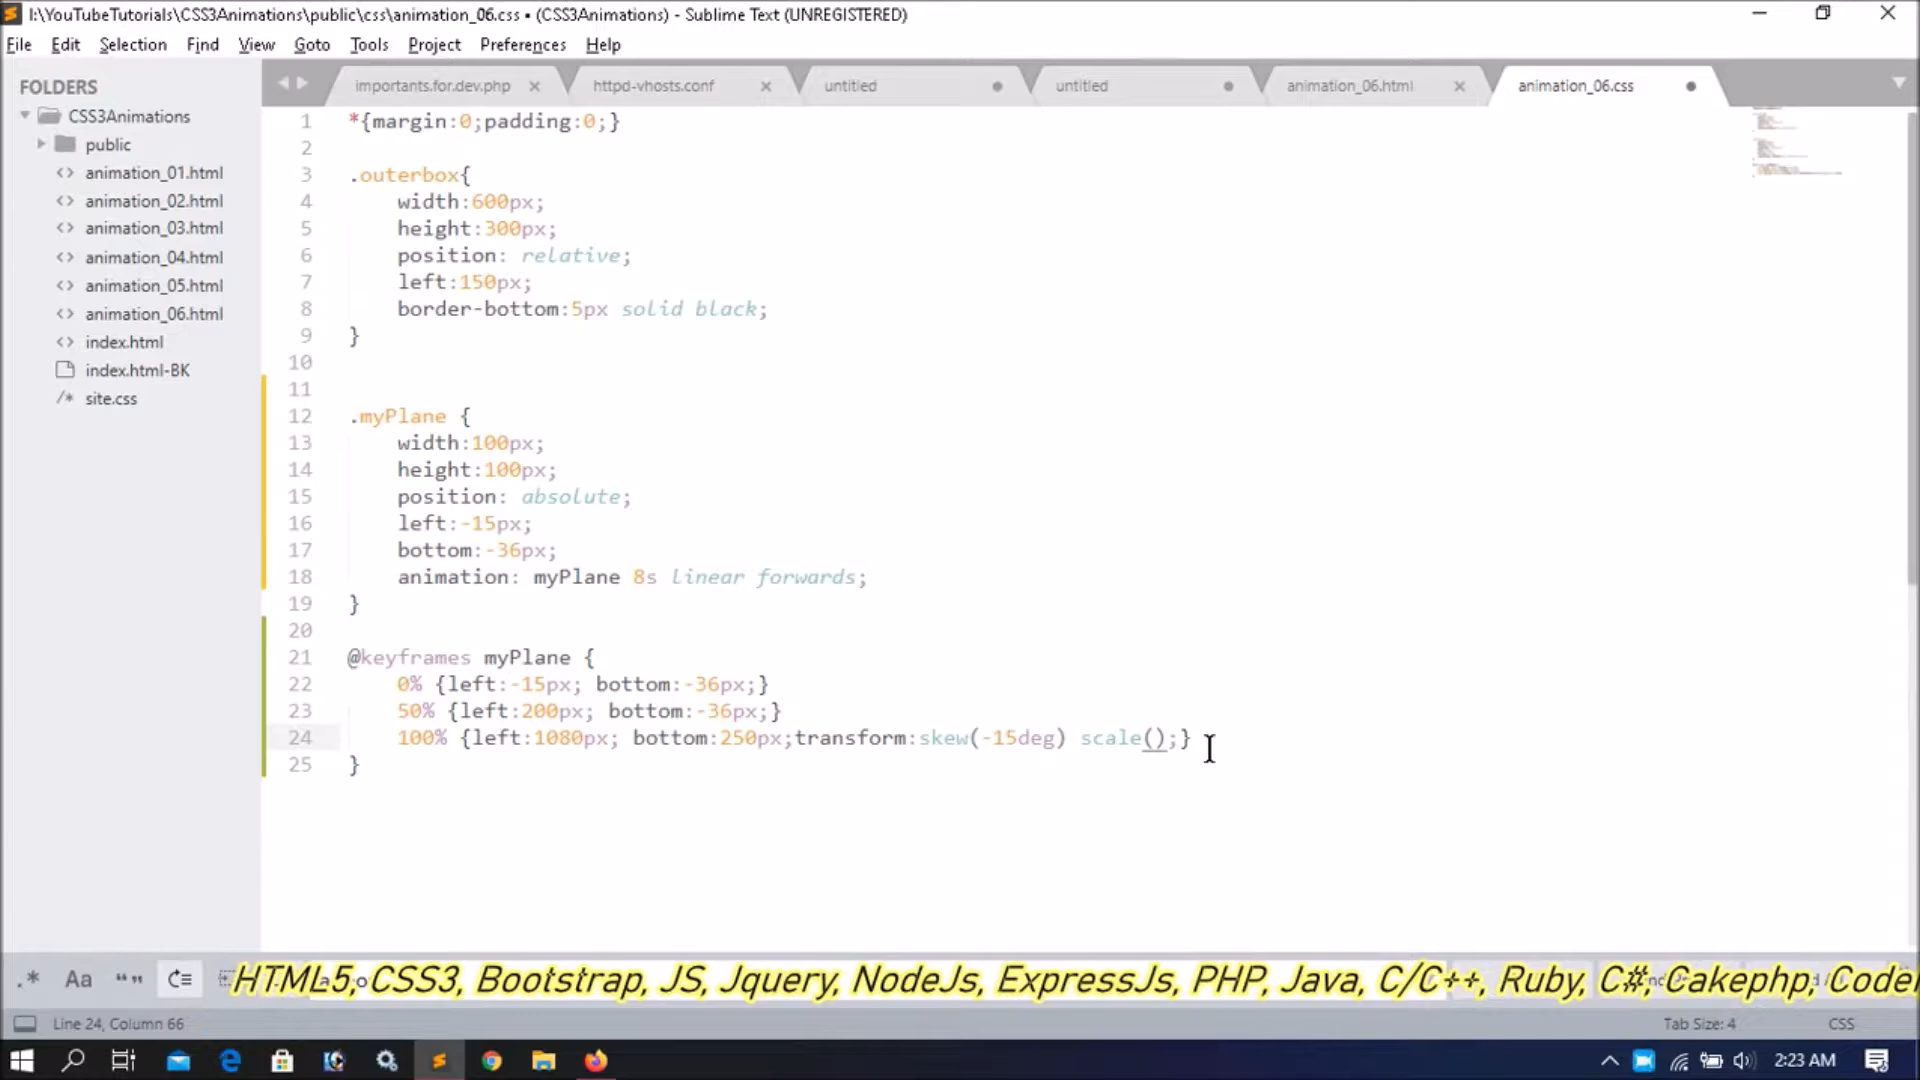 I:\YouTubeTutorials\CSS3Animations\public\css\animation_06.css • (CSS3Animations) - Sublime Text (UNREGISTERED)
File Edit Selection Find View Goto Tools Project Preferences Help
FOLDERS
CSS3Animations
public
animation_01.html
animation_02.html
animation_03.html
animation_04.html
animation_05.html
animation_06.html
index.html
index.html-BK
site.css
importants.for.dev.php httpd-vhosts.conf untitled untitled animation_06.html animation_06.css
1 *{margin:0;padding:0;}
2
3 .outerbox{
4 width:600px;
5 height:300px;
6 position: relative;
7 left:150px;
8 border-bottom:5px solid black;
9 }
10
11
12 .myPlane {
13 width:100px;
14 height:100px;
15 position: absolute;
16 left:-15px;
17 bottom:-36px;
18 animation: myPlane 8s linear forwards;
19 }
20
21 @keyframes myPlane {
22 0% {left:-15px; bottom:-36px;}
23 50% {left:200px; bottom:-36px;}
24 100% {left:1080px; bottom:250px;transform:skew(-15deg) scale();}
25 }
.* Aa “ ”
HTML5, CSS3, Bootstrap, JS, Jquery, NodeJs, ExpressJs, PHP, Java, C/C++, Ruby, C#, Cakephp,
Line 24, Column 66 Tab Size: 4 CSS
2:23 AM